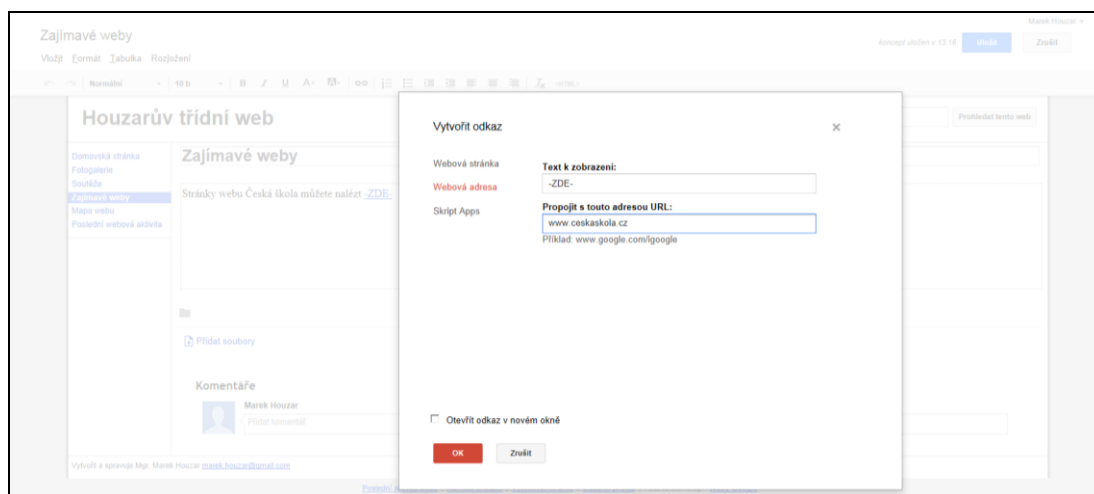 Marek Houzar
Zajímavé weby
Koncept uložen v 13:18 Uložit Zrušit
Vložit Formát Tabulka Rozložení
Normální 10 b B I U A <HTML>
Houzarův třídní web
Prohledat tento web
Domovská stránka
Fotogalerie
Soutěže
Zajímavé weby
Mapa webu
Poslední webová aktivita
Zajímavé weby
Stránky webu Česká škola můžete nalézt -ZDE-
Přidat soubory
Komentáře
Marek Houzar
Přidat komentář
Vytvořil a spravuje Mgr. Marek Houzar marek.houzar@gmail.com
Vytvořit odkaz
Webová stránka
Webová adresa
Skript Apps
Text k zobrazení:
-ZDE-
Propojit s touto adresou URL:
www.ceskaskola.cz
Příklad: www.google.com/igoogle
Otevřít odkaz v novém okně
OK Zrušit